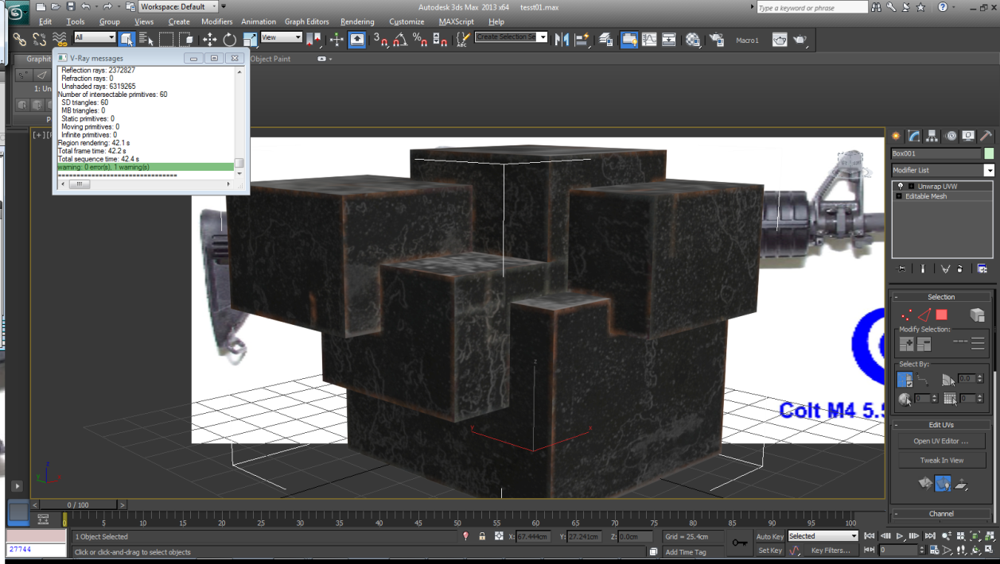 Workspace: Default
Autodesk 3ds Max 2013 x64 tesst01.max
Type a keyword or phrase
Edit Tools Group Views Create Modifiers Animation Graph Editors Rendering Customize MAXScript Help
All
View
3
%
Create Selection Se
ABC
Macro1
Graphit
Object Paint
1: Un
P
V-Ray messages
Reflection rays: 2372827
Refraction rays: 0
Unshaded rays: 6319265
Number of intersectable primitives: 60
SD triangles: 60
MB triangles: 0
Static primitives: 0
Moving primitives: 0
Infinite primitives: 0
Region rendering: 42.1 s
Total frame time: 42.2 s
Total sequence time: 42.4 s
warning: 0 error(s), 1 warning(s)
==============================
[+][
Box001
Modifier List
Unwrap UVW
Editable Mesh
Selection
Modify Selection:
Select By:
0.0
0
0
Edit UVs
Open UV Editor ...
Tweak In View
Channel
Colt M4 5.5
z
y
x
z
y
x
< 0 / 100 >
0 5 10 15 20 25 30 35 40 45 50 55 60 65 70 75 80 85 90 95 100
1 Object Selected
X: 67.444cm Y: 27.241cm Z: 0.0cm
Grid = 25.4cm
Auto Key
Selected
27744
Click or click-and-drag to select objects
Add Time Tag
Set Key
Key Filters...
0